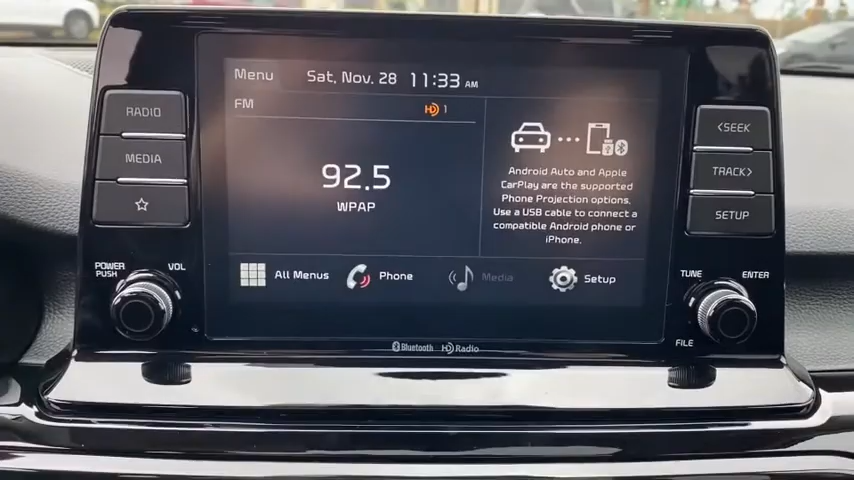 Menu
Sat, Nov. 28
11:33 AM
FM
HD 1
92.5
WPAP
Android Auto and Apple
CarPlay are the supported
Phone Projection options.
Use a USB cable to connect a
compatible Android phone or
iPhone.
All Menus
Phone
Media
Setup
RADIO
MEDIA
POWER
PUSH
VOL
<SEEK
TRACK>
SETUP
TUNE
ENTER
FILE
Bluetooth
HD Radio